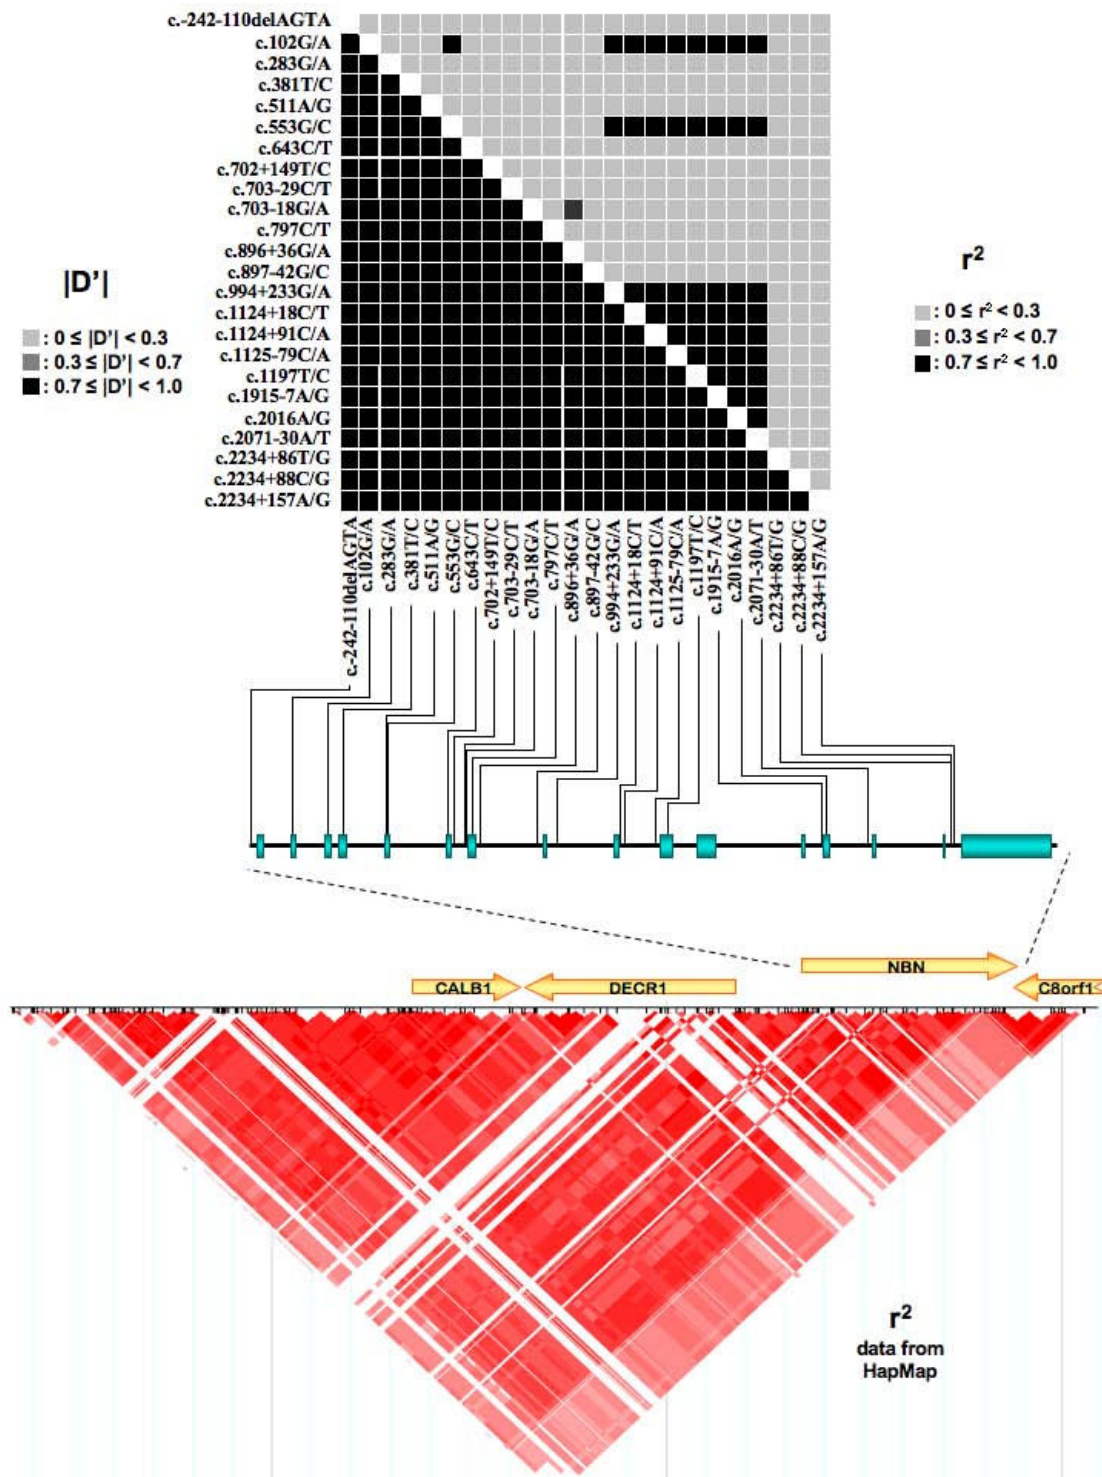 c.-242-110delAGTA
c.102G/A
c.283G/A
c.381T/C
c.511A/G
c.553G/C
c.643C/T
c.702+149T/C
c.703-29C/T
c.703-18G/A
c.797C/T
c.896+36G/A
c.897-42G/C
c.994+233G/A
c.1124+18C/T
c.1124+91C/A
c.1125-79C/A
c.1197T/C
c.1915-7A/G
c.2016A/G
c.2071-30A/T
c.2234+86T/G
c.2234+88C/G
c.2234+157A/G
|D’|
: 0 ≤ |D’| < 0.3
: 0.3 ≤ |D’| < 0.7
: 0.7 ≤ |D’| < 1.0
r²
: 0 ≤ r² < 0.3
: 0.3 ≤ r² < 0.7
: 0.7 ≤ r² < 1.0
c.-242-110delAGTA
c.102G/A
c.283G/A
c.381T/C
c.511A/G
c.553G/C
c.643C/T
c.702+149T/C
c.703-29C/T
c.703-18G/A
c.797C/T
c.896+36G/A
c.897-42G/C
c.994+233G/A
c.1124+18C/T
c.1124+91C/A
c.1125-79C/A
c.1197T/C
c.1915-7A/G
c.2016A/G
c.2071-30A/T
c.2234+86T/G
c.2234+88C/G
c.2234+157A/G
NBN
CALB1
DECR1
C8orf1
r²
data from
HapMap